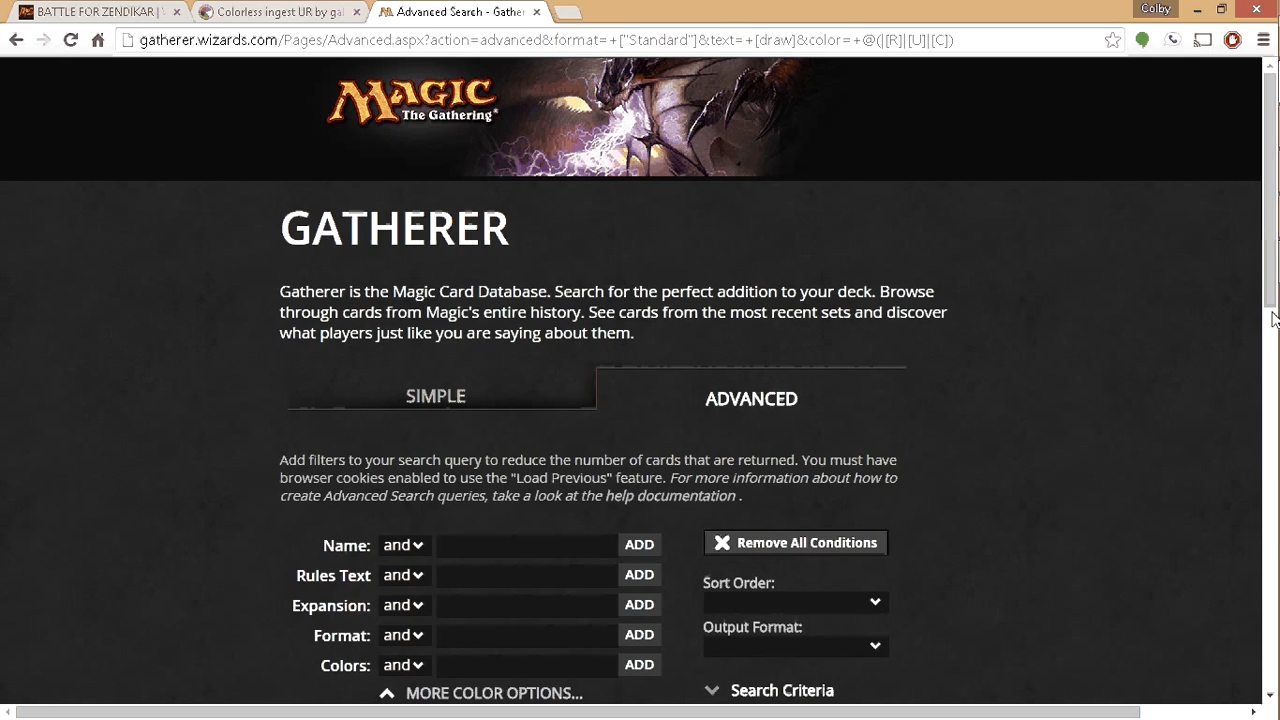 BATTLE FOR ZENDIKAR |
Colorless ingest UR by ga
Advanced Search - Gather
Colby
gatherer.wizards.com/Pages/Advanced.aspx?action=advanced&format=+["Standard"]&text=+[draw]&color=+@(|[R]|[U]|[C])
MAGIC
The Gathering®
GATHERER
Gatherer is the Magic Card Database. Search for the perfect addition to your deck. Browse
through cards from Magic's entire history. See cards from the most recent sets and discover
what players just like you are saying about them.
SIMPLE
ADVANCED
Add filters to your search query to reduce the number of cards that are returned. You must have
browser cookies enabled to use the "Load Previous" feature. For more information about how to
create Advanced Search queries, take a look at the help documentation .
Name: and ADD
Rules Text and ADD
Expansion: and ADD
Format: and ADD
Colors: and ADD
MORE COLOR OPTIONS...
Remove All Conditions
Sort Order:
Output Format:
Search Criteria